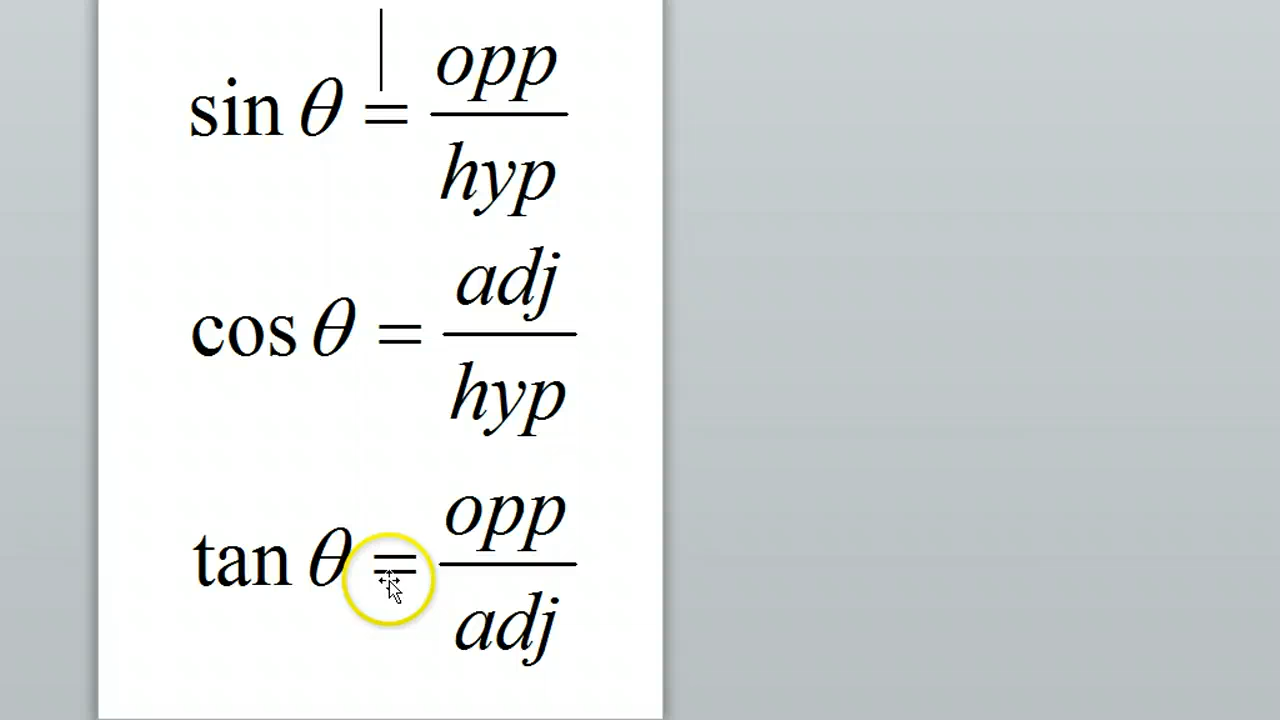 sin θ = opp/hyp
cos θ = adj/hyp
tan θ = opp/adj